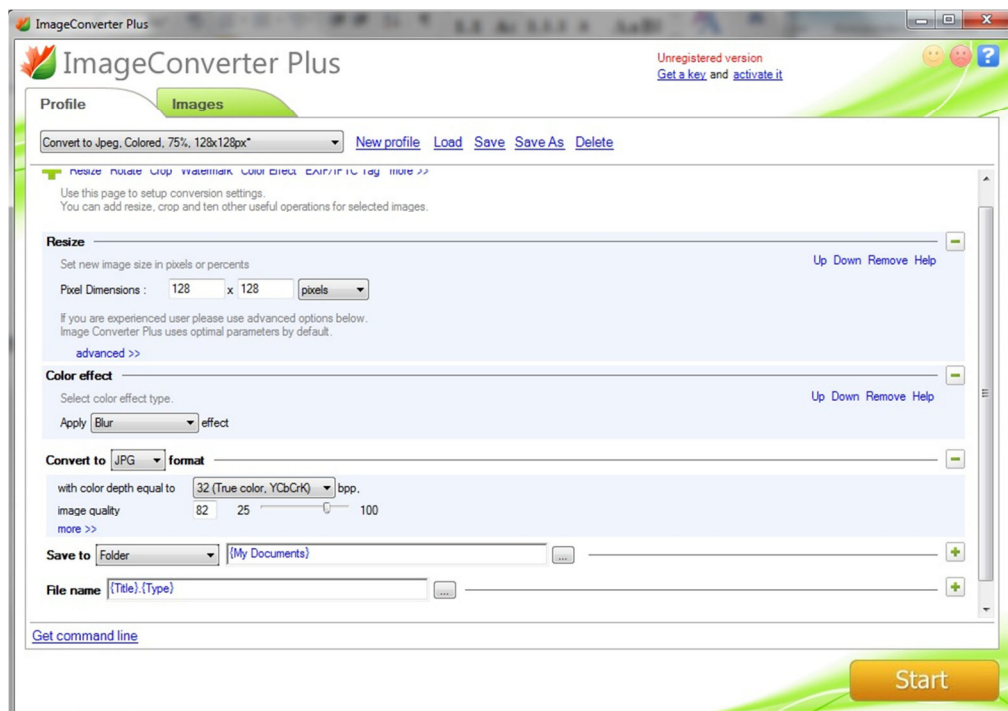 ImageConverter Plus
ImageConverter Plus
Unregistered version
Get a key and activate it
?
Profile Images
Convert to Jpeg, Colored, 75%, 128x128px* New profile Load Save Save As Delete
Resize Rotate Crop Watermark Color Effect EXIF/IPTC Tag more >>
Use this page to setup conversion settings.
You can add resize, crop and ten other useful operations for selected images.
Resize
Set new image size in pixels or percents
Up Down Remove Help
Pixel Dimensions : 128 x 128 pixels
If you are experienced user please use advanced options below.
Image Converter Plus uses optimal parameters by default.
advanced >>
Color effect
Select color effect type.
Up Down Remove Help
Apply Blur effect
Convert to JPG format
with color depth equal to 32 (True color, YCbCrK) bpp,
image quality 82 25 100
more >>
Save to Folder {My Documents} ...
File name {Title}.{Type} ...
Get command line
Start